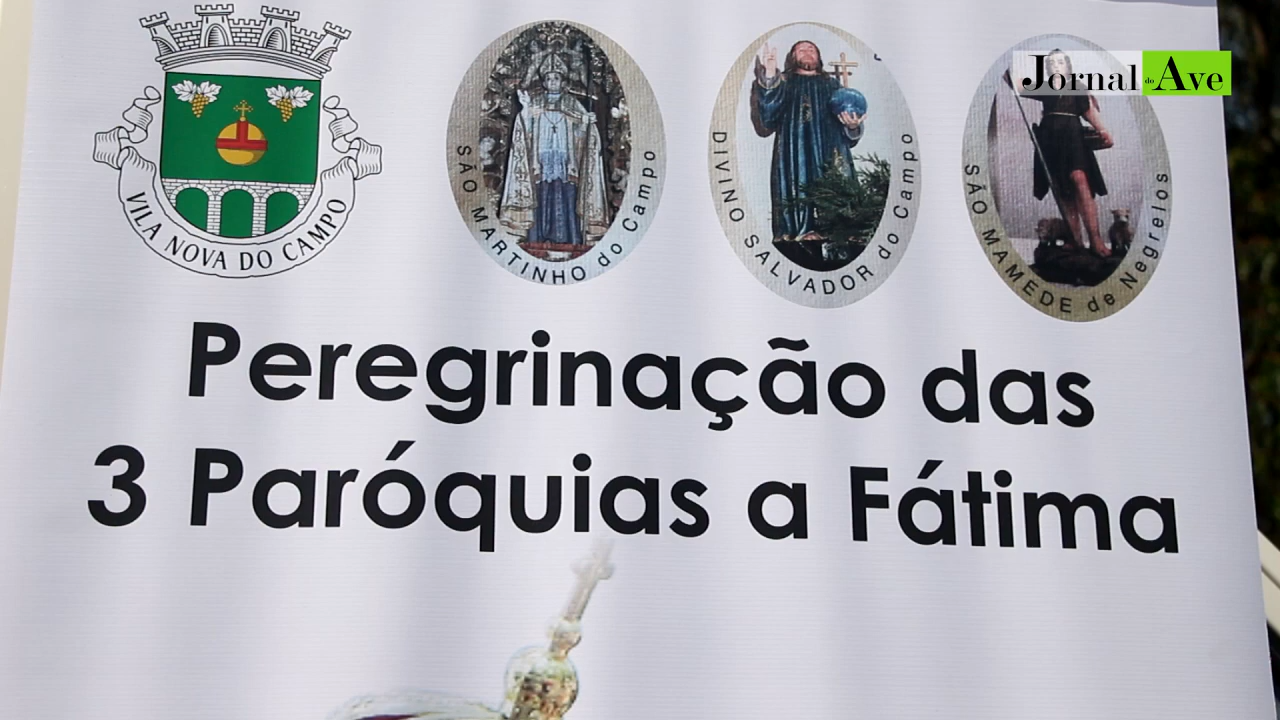 Jornal do Ave
VILA NOVA DO CAMPO
SÃO MARTINHO do Campo
DIVINO SALVADOR do Campo
SÃO MAMEDE de Negrelos
Peregrinação das
3 Paróquias a Fátima